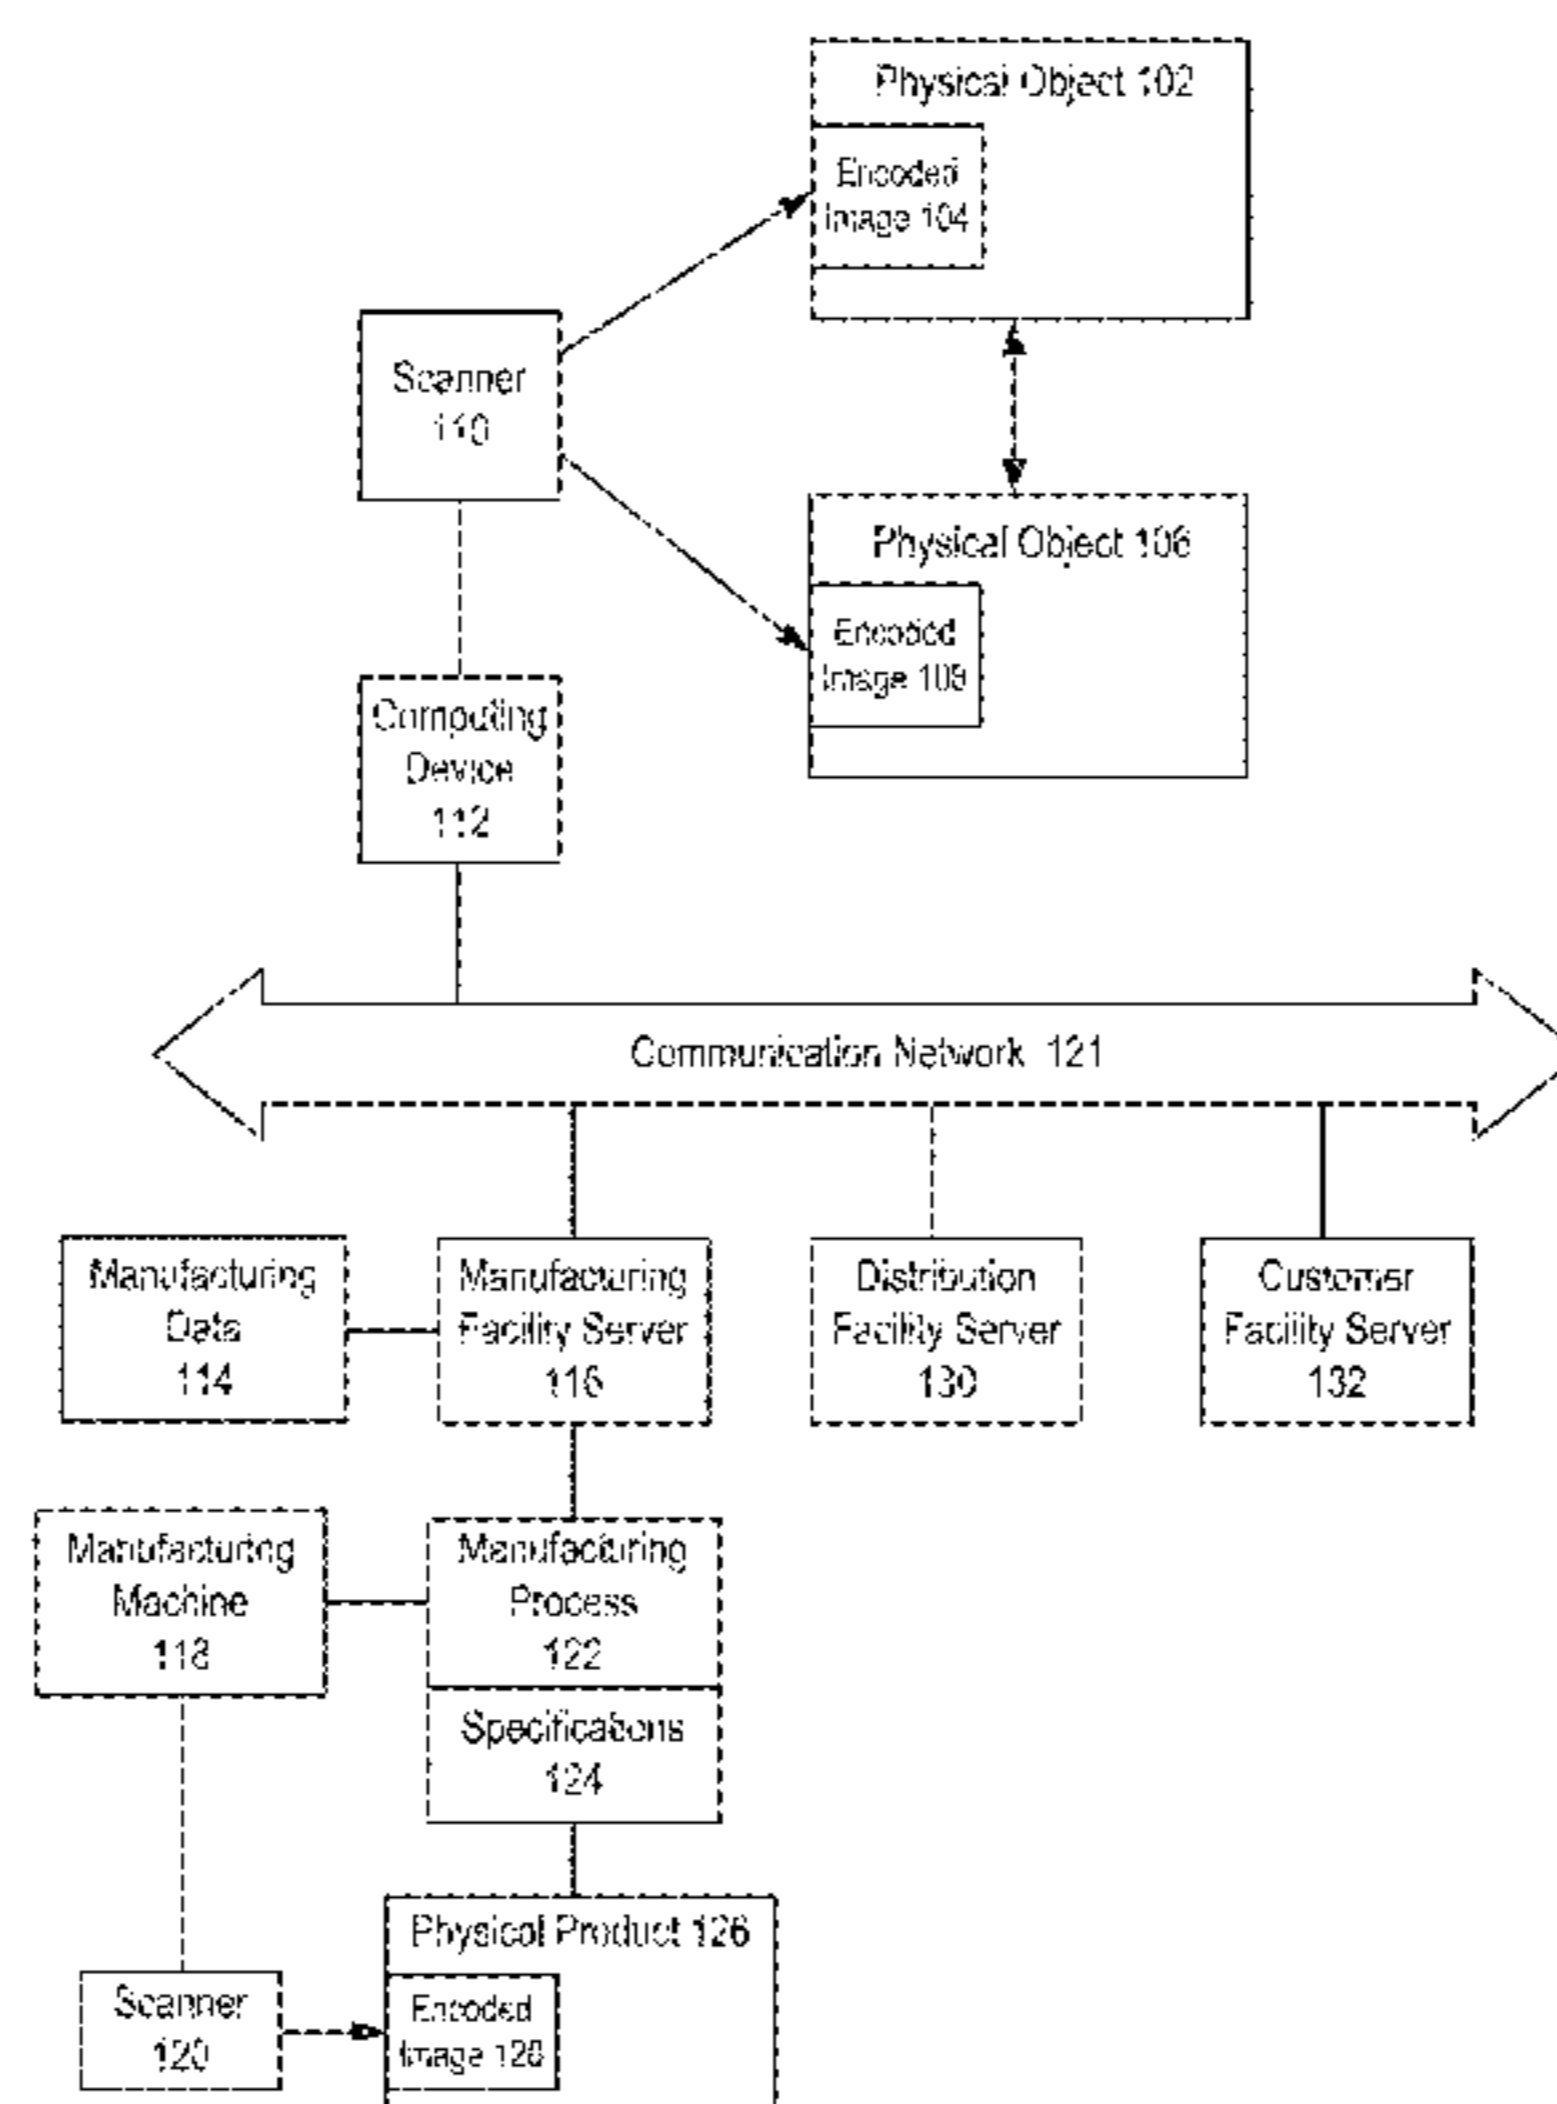 Physical Object 102
Encoded
Image 104
Scanner
110
Physical Object 106
Encoded
Image 108
Computing
Device
112
Communication Network 121
Manufacturing
Data
114
Manufacturing
Facility Server
116
Distribution
Facility Server
130
Customer
Facility Server
132
Manufacturing
Machine
118
Manufacturing
Process
122
Specifications
124
Physical Product 126
Scanner
120
Encoded
Image 128